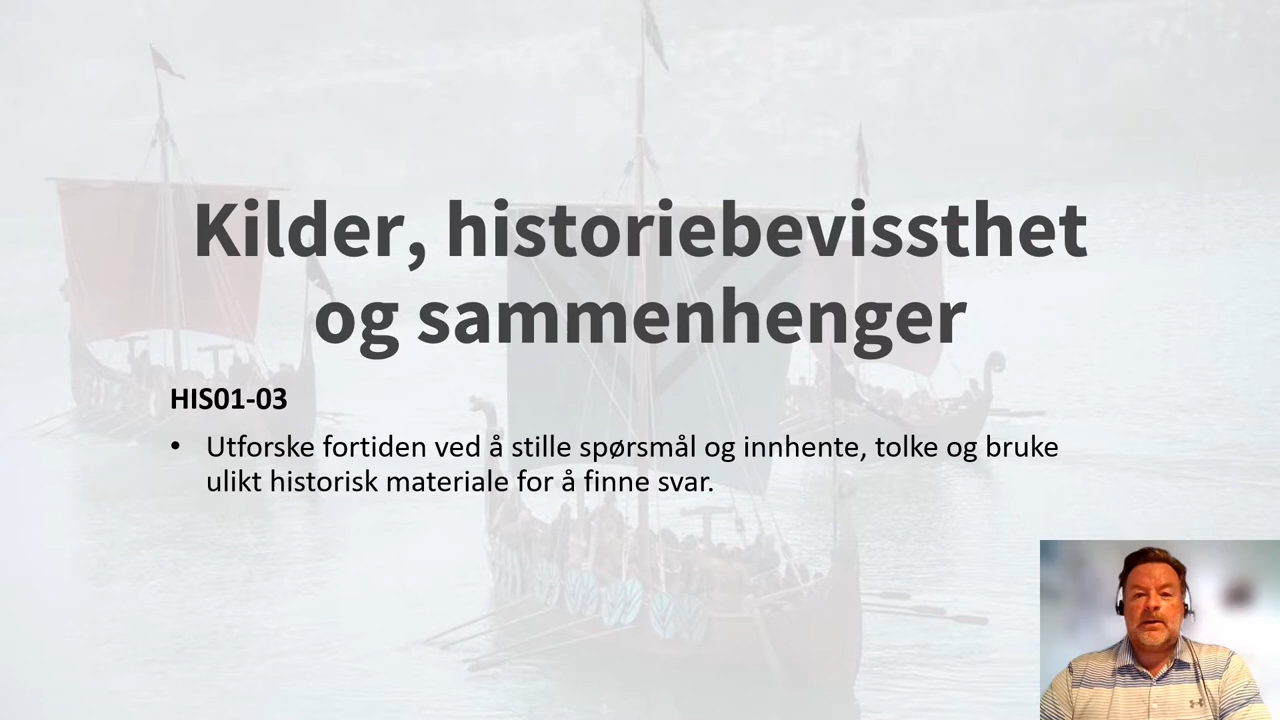 Kilder, historiebevissthet
og sammenhenger
HIS01-03
• Utforske fortiden ved å stille spørsmål og innhente, tolke og bruke
ulikt historisk materiale for å finne svar.